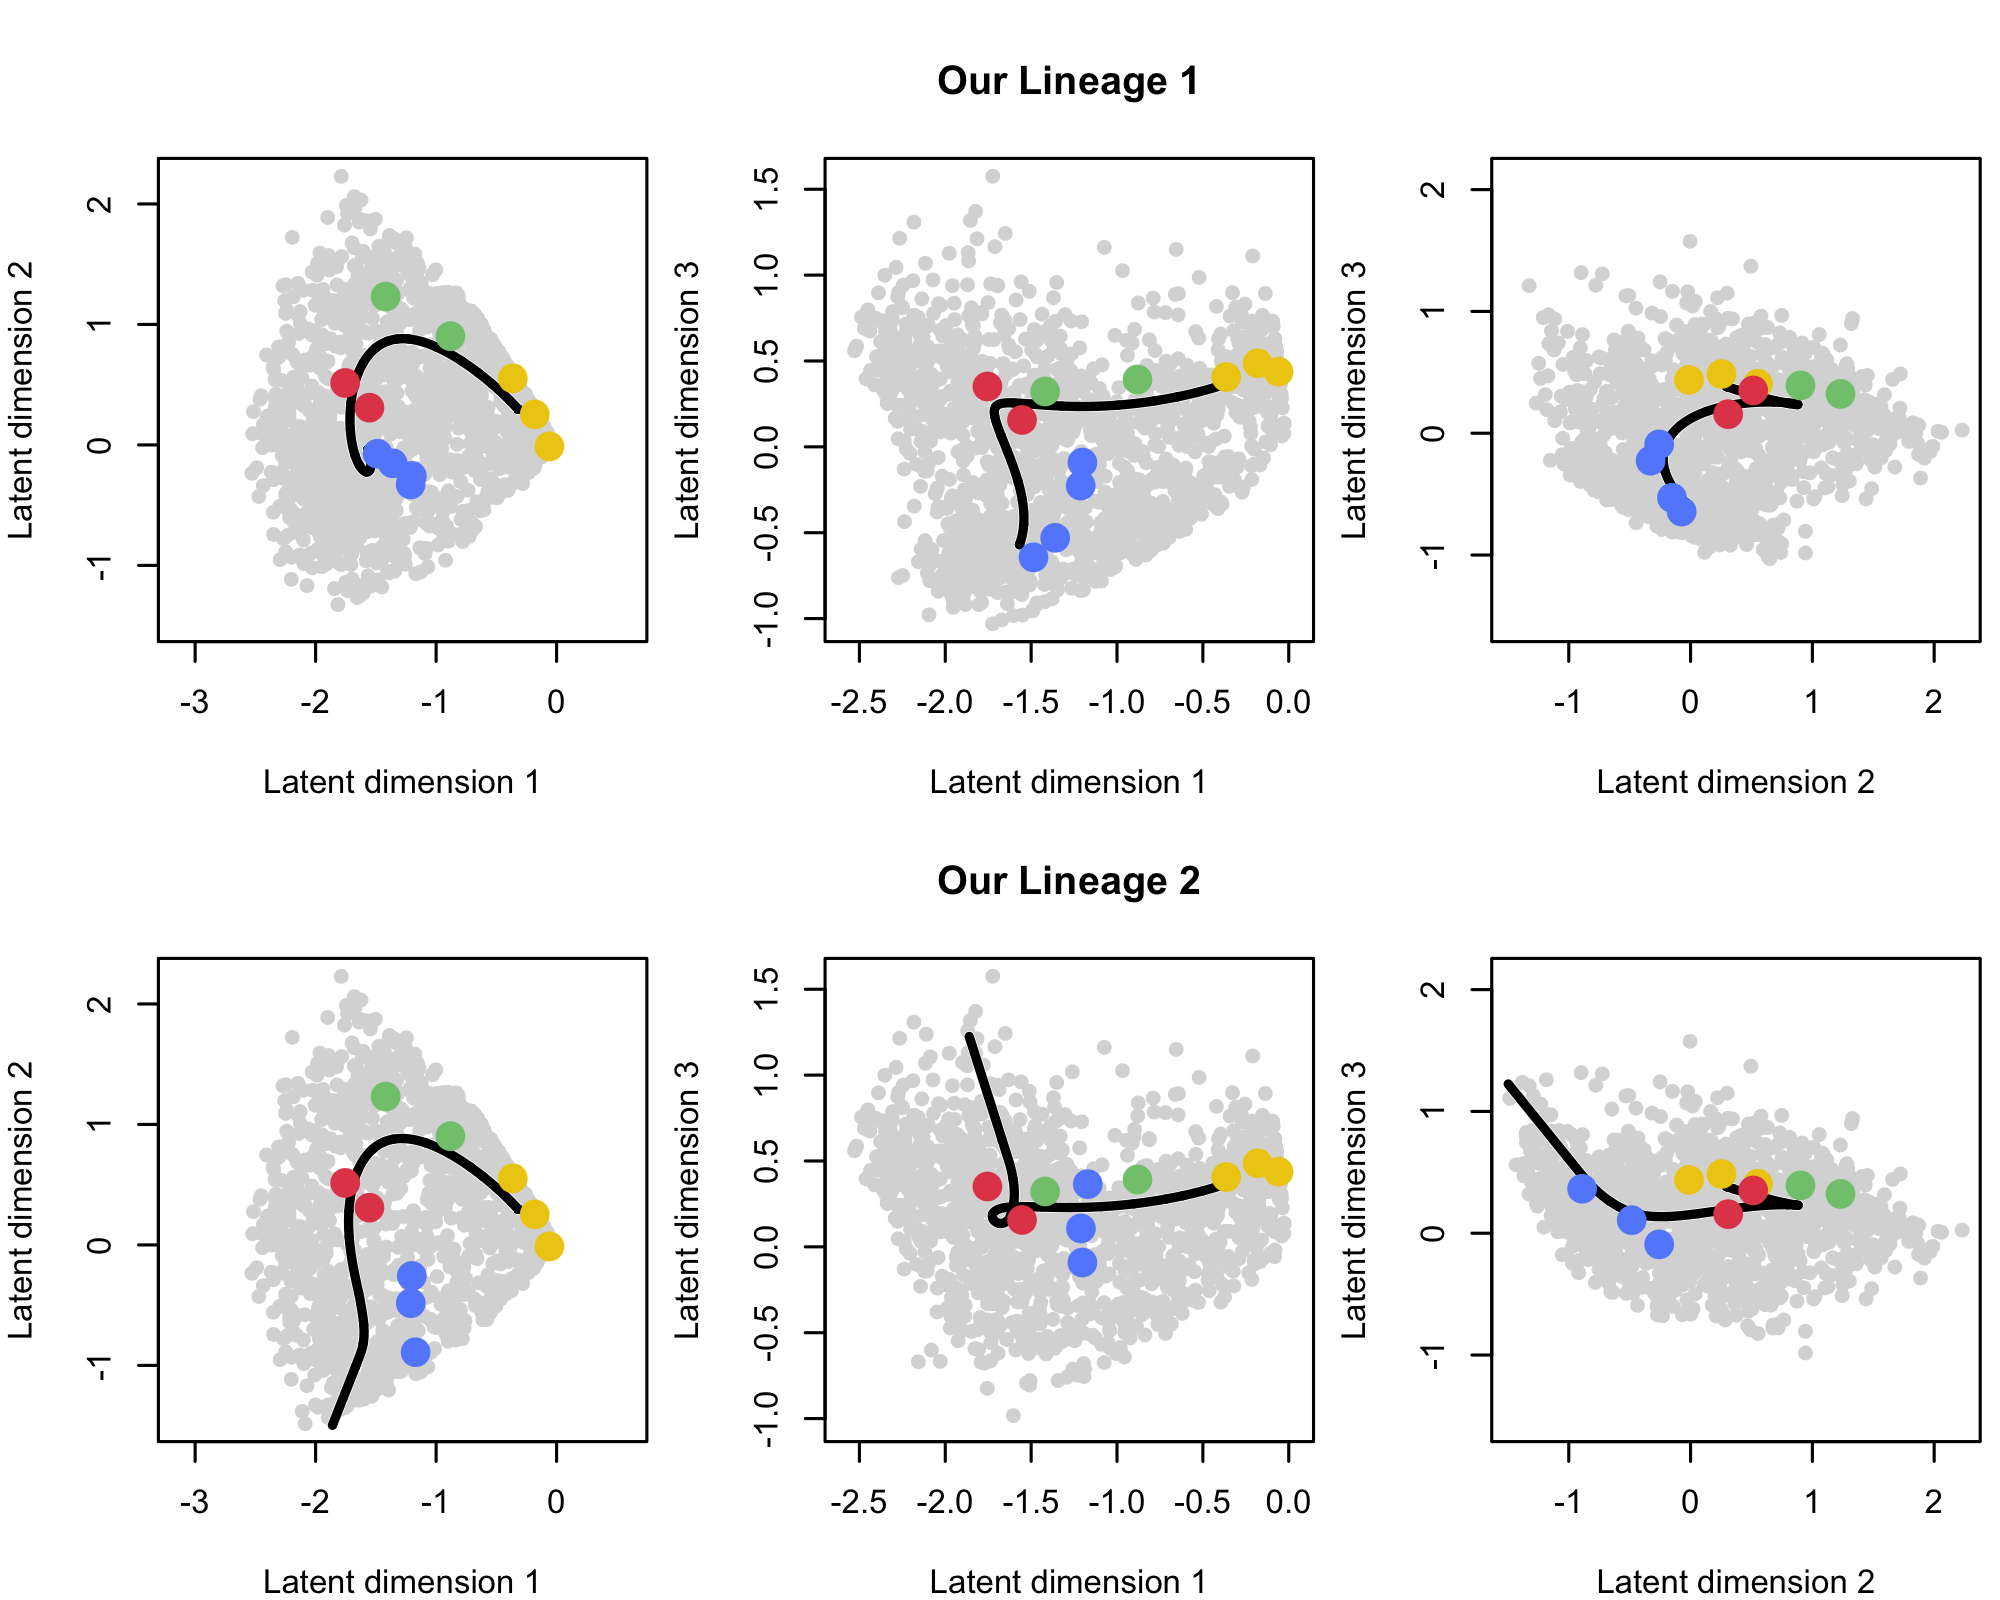 Our Lineage 1
Latent dimension 2
2
1
0
-1
-3 -2 -1 0
Latent dimension 1
Latent dimension 3
1.5
1.0
0.5
0.0
-0.5
-1.0
-2.5 -2.0 -1.5 -1.0 -0.5 0.0
Latent dimension 1
Latent dimension 3
2
1
0
-1
-1 0 1 2
Latent dimension 2
Our Lineage 2
Latent dimension 2
2
1
0
-1
-3 -2 -1 0
Latent dimension 1
Latent dimension 3
1.5
1.0
0.5
0.0
-0.5
-1.0
-2.5 -2.0 -1.5 -1.0 -0.5 0.0
Latent dimension 1
Latent dimension 3
2
1
0
-1
-1 0 1 2
Latent dimension 2